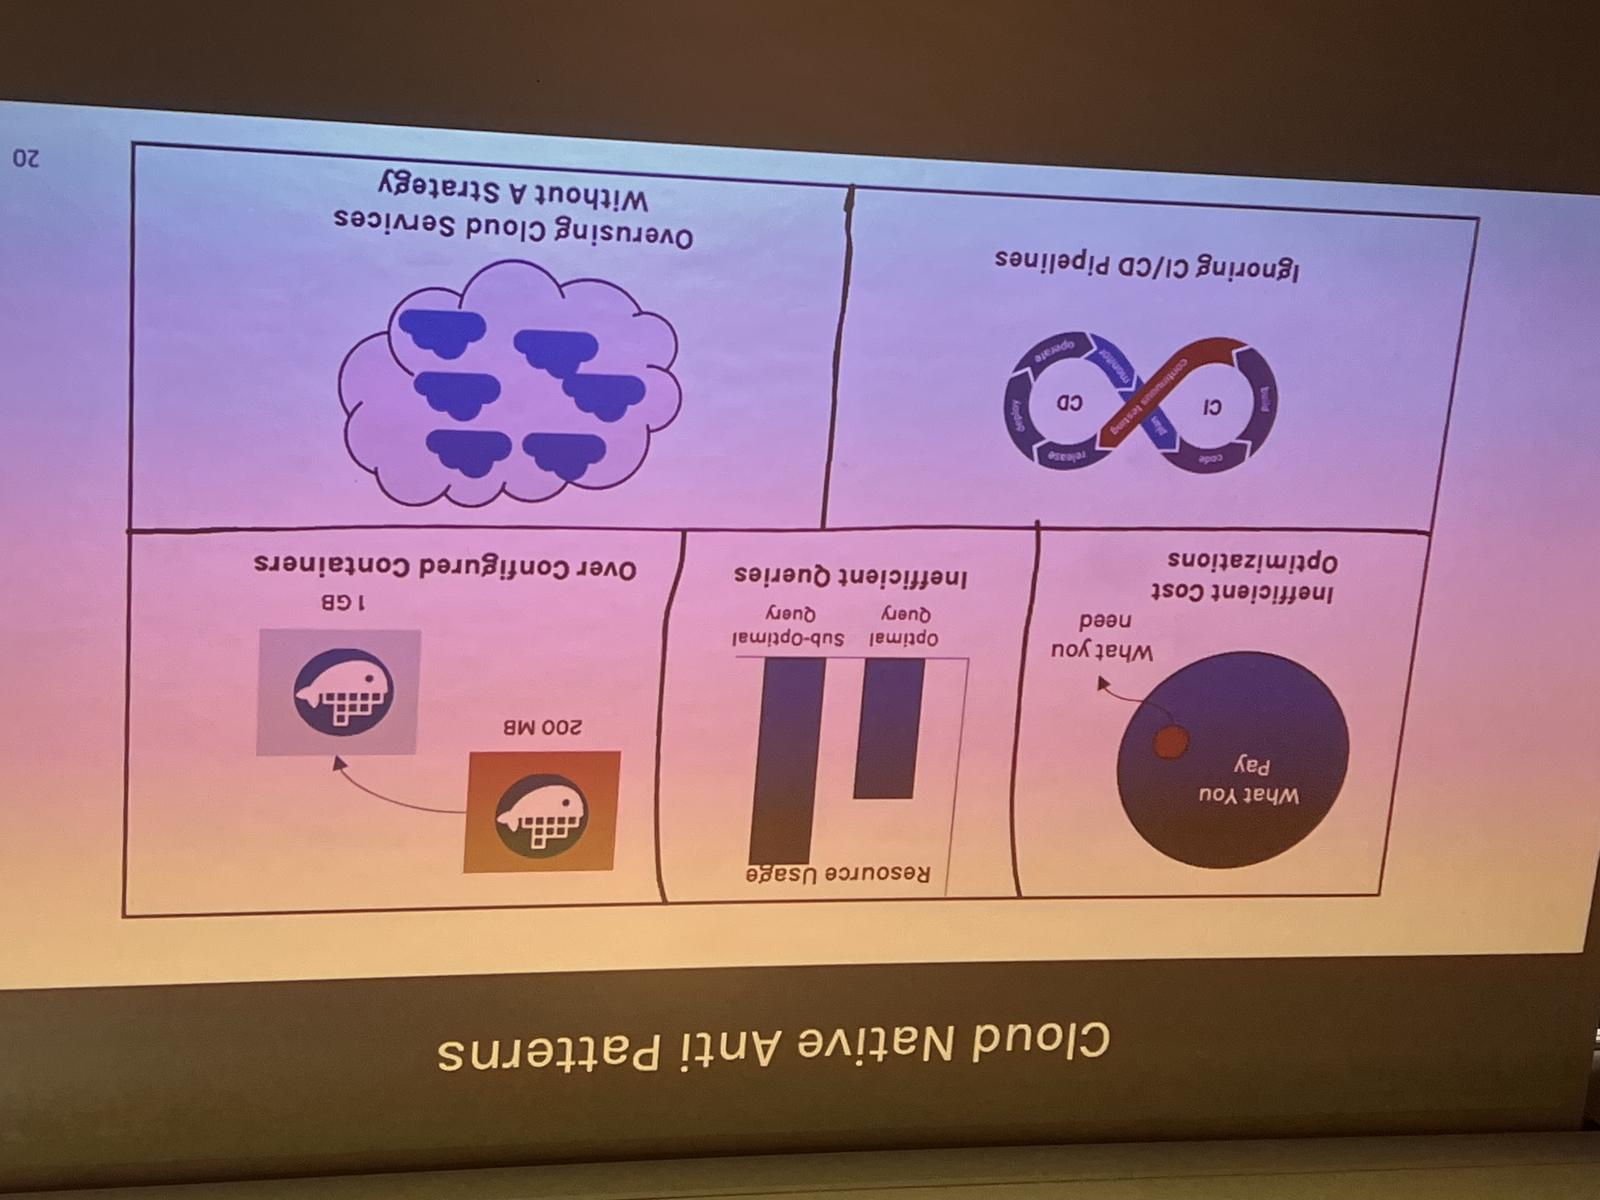 Cloud Native Anti Patterns
What You
Pay
What you
need
Inefficient Cost
Optimizations
Resource Usage
Optimal
Query
Sub-Optimal
Query
Inefficient Queries
200 MB
1 GB
Over Configured Containers
code
plan
build
CI
continuous testing
release
deploy
CD
monitor
operate
Ignoring CI/CD Pipelines
Overusing Cloud Services
Without A Strategy
20